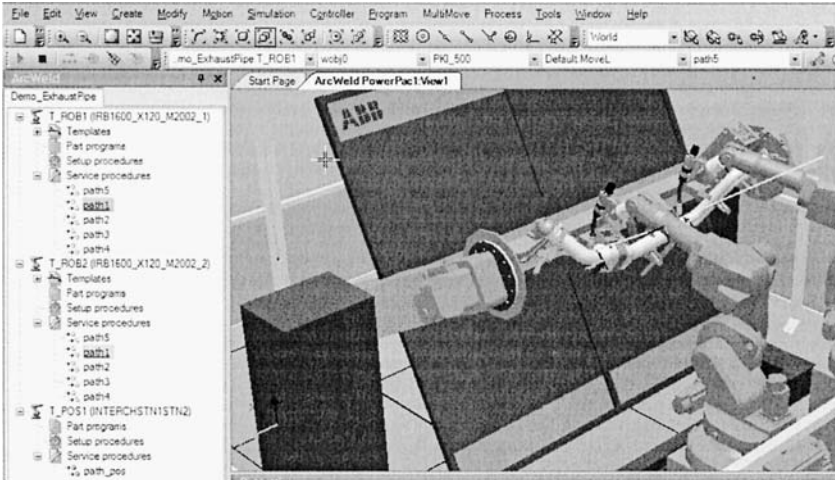 File Edit View Create Modify Motion Simulation Controller Program MultiMove Process Tools Window Help
World
mo_ExhaustPipe T_ROB1 wobj0 PKI_500 Default MoveL path5
ArcWeld
Start Page ArcWeld PowerPac1:View1
Demo_ExhaustPipe
ABB
T_ROB1 (IRB1600_X120_M2002_1)
Templates
Part programs
Setup procedures
Service procedures
path5
path1
path2
path3
path4
T_ROB2 (IRB1600_X120_M2002_2)
Templates
Part programs
Setup procedures
Service procedures
path5
path1
path2
path3
path4
T_POS1 (INTERCHSTN1STN2)
Part programs
Setup procedures
Service procedures
path_pos